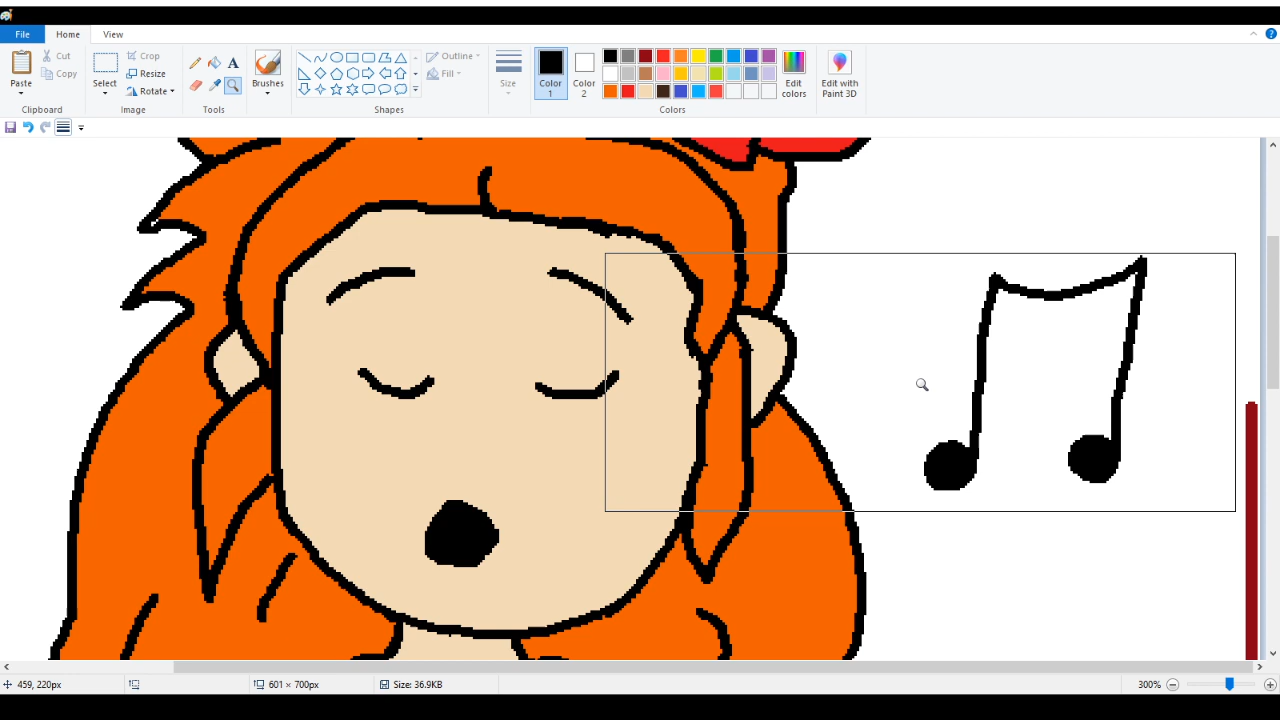 File Home View
Paste
Cut
Copy
Clipboard
Select
Crop
Resize
Rotate
Image
A
Tools
Brushes
Outline
Fill
Shapes
Size
Color 1
Color 2
Edit colors
Colors
Edit with Paint 3D
459, 220px
601 × 700px
Size: 36.9KB
300%